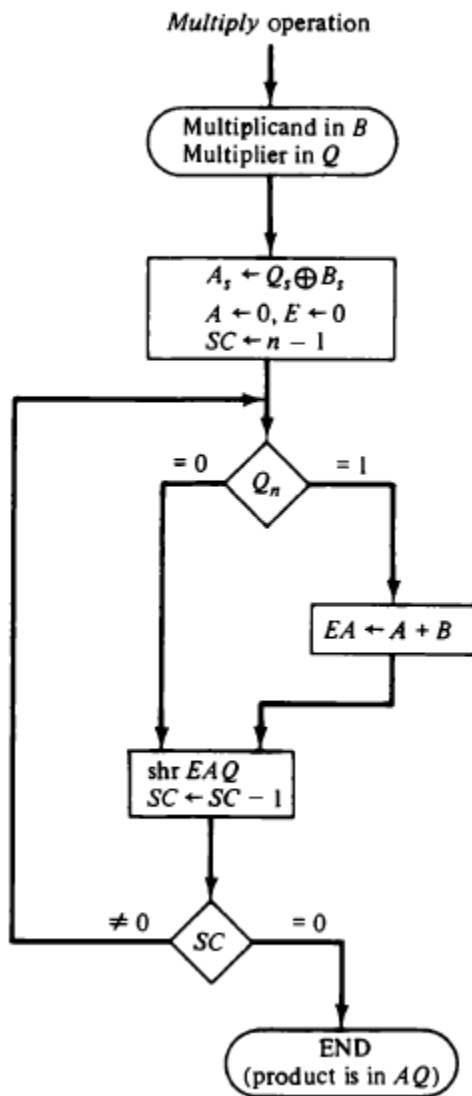 Multiply operation
Multiplicand in B
Multiplier in Q
A_s ← Q_s ⊕ B_s
A ← 0, E ← 0
SC ← n − 1
= 0
= 1
Q_n
EA ← A + B
shr EAQ
SC ← SC − 1
≠ 0
= 0
SC
END
(product is in AQ)